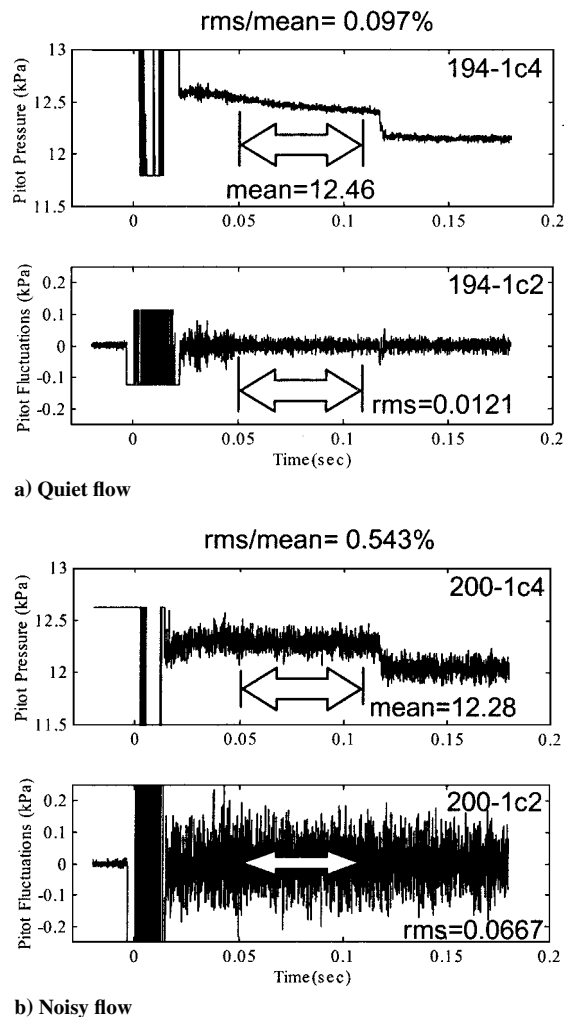 rms/mean= 0.097%
13
12.5
12
11.5
Pitot Pressure (kPa)
194-1c4
mean=12.46
0
0.05
0.1
0.15
0.2
0.2
0.1
0
-0.1
-0.2
Pitot Fluctuations (kPa)
194-1c2
rms=0.0121
0
0.05
0.1
0.15
0.2
Time(sec)
a) Quiet flow
rms/mean= 0.543%
13
12.5
12
11.5
Pitot Pressure (kPa)
200-1c4
mean=12.28
0
0.05
0.1
0.15
0.2
0.2
0.1
0
-0.1
-0.2
Pitot Fluctuations (kPa)
200-1c2
rms=0.0667
0
0.05
0.1
0.15
0.2
Time(sec)
b) Noisy flow